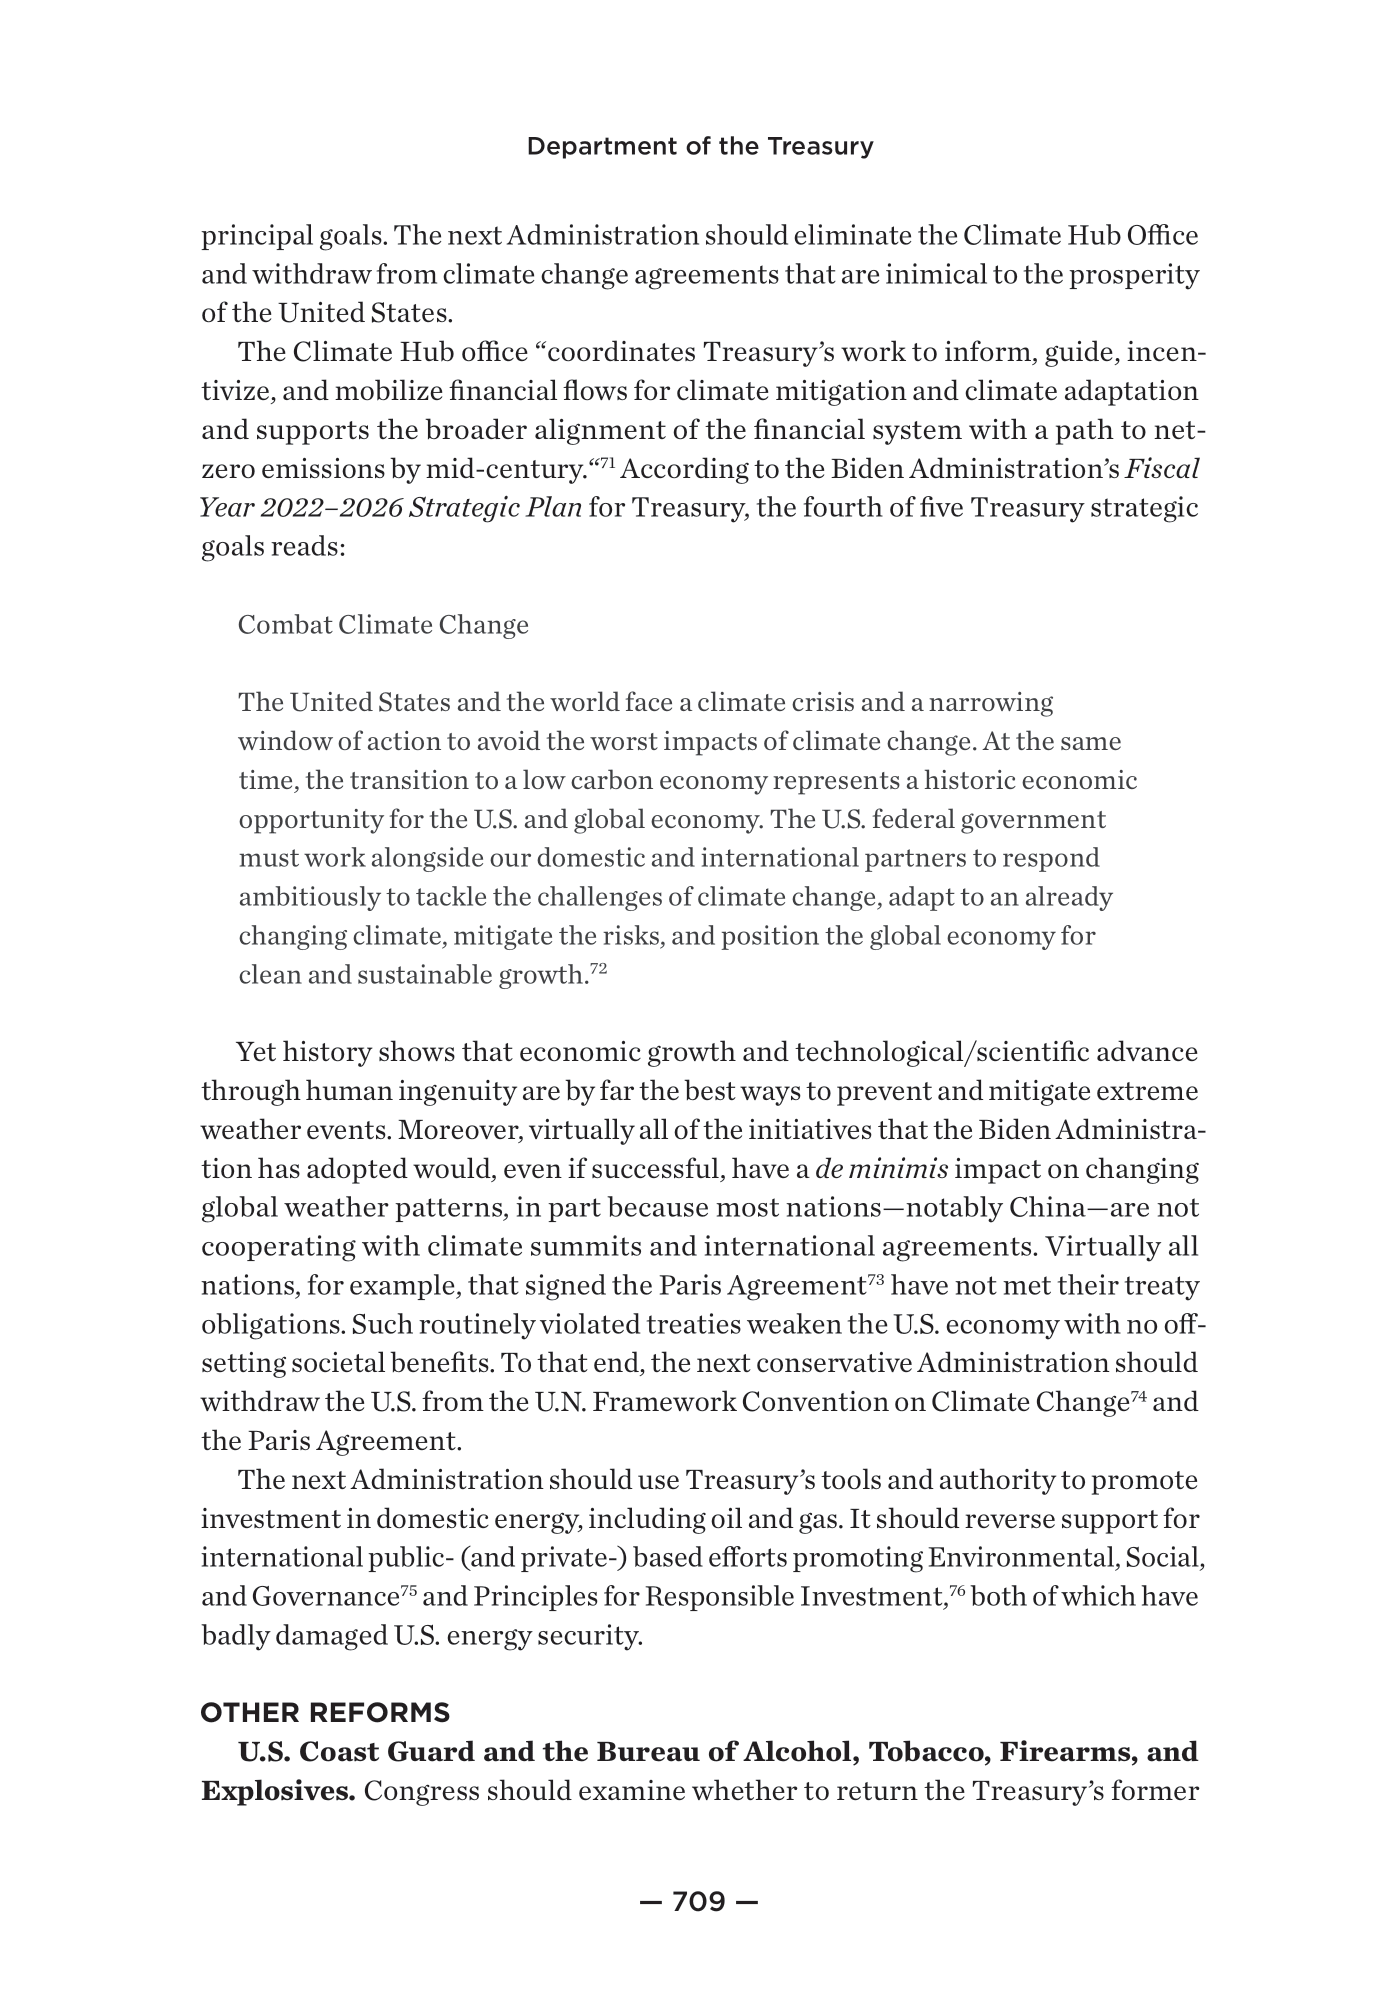 Department of the Treasury
principal goals. The next Administration should eliminate the Climate Hub Office
and withdraw from climate change agreements that are inimical to the prosperity
of the United States.
The Climate Hub office “coordinates Treasury’s work to inform, guide, incen-
tivize, and mobilize financial flows for climate mitigation and climate adaptation
and supports the broader alignment of the financial system with a path to net-
zero emissions by mid-century.“71 According to the Biden Administration’s Fiscal
Year 2022–2026 Strategic Plan for Treasury, the fourth of five Treasury strategic
goals reads:
Combat Climate Change
The United States and the world face a climate crisis and a narrowing
window of action to avoid the worst impacts of climate change. At the same
time, the transition to a low carbon economy represents a historic economic
opportunity for the U.S. and global economy. The U.S. federal government
must work alongside our domestic and international partners to respond
ambitiously to tackle the challenges of climate change, adapt to an already
changing climate, mitigate the risks, and position the global economy for
clean and sustainable growth.72
Yet history shows that economic growth and technological/scientific advance
through human ingenuity are by far the best ways to prevent and mitigate extreme
weather events. Moreover, virtually all of the initiatives that the Biden Administra-
tion has adopted would, even if successful, have a de minimis impact on changing
global weather patterns, in part because most nations—notably China—are not
cooperating with climate summits and international agreements. Virtually all
nations, for example, that signed the Paris Agreement73 have not met their treaty
obligations. Such routinely violated treaties weaken the U.S. economy with no off-
setting societal benefits. To that end, the next conservative Administration should
withdraw the U.S. from the U.N. Framework Convention on Climate Change74 and
the Paris Agreement.
The next Administration should use Treasury’s tools and authority to promote
investment in domestic energy, including oil and gas. It should reverse support for
international public- (and private-) based efforts promoting Environmental, Social,
and Governance75 and Principles for Responsible Investment,76 both of which have
badly damaged U.S. energy security.
OTHER REFORMS
U.S. Coast Guard and the Bureau of Alcohol, Tobacco, Firearms, and
Explosives. Congress should examine whether to return the Treasury’s former
— 709 —